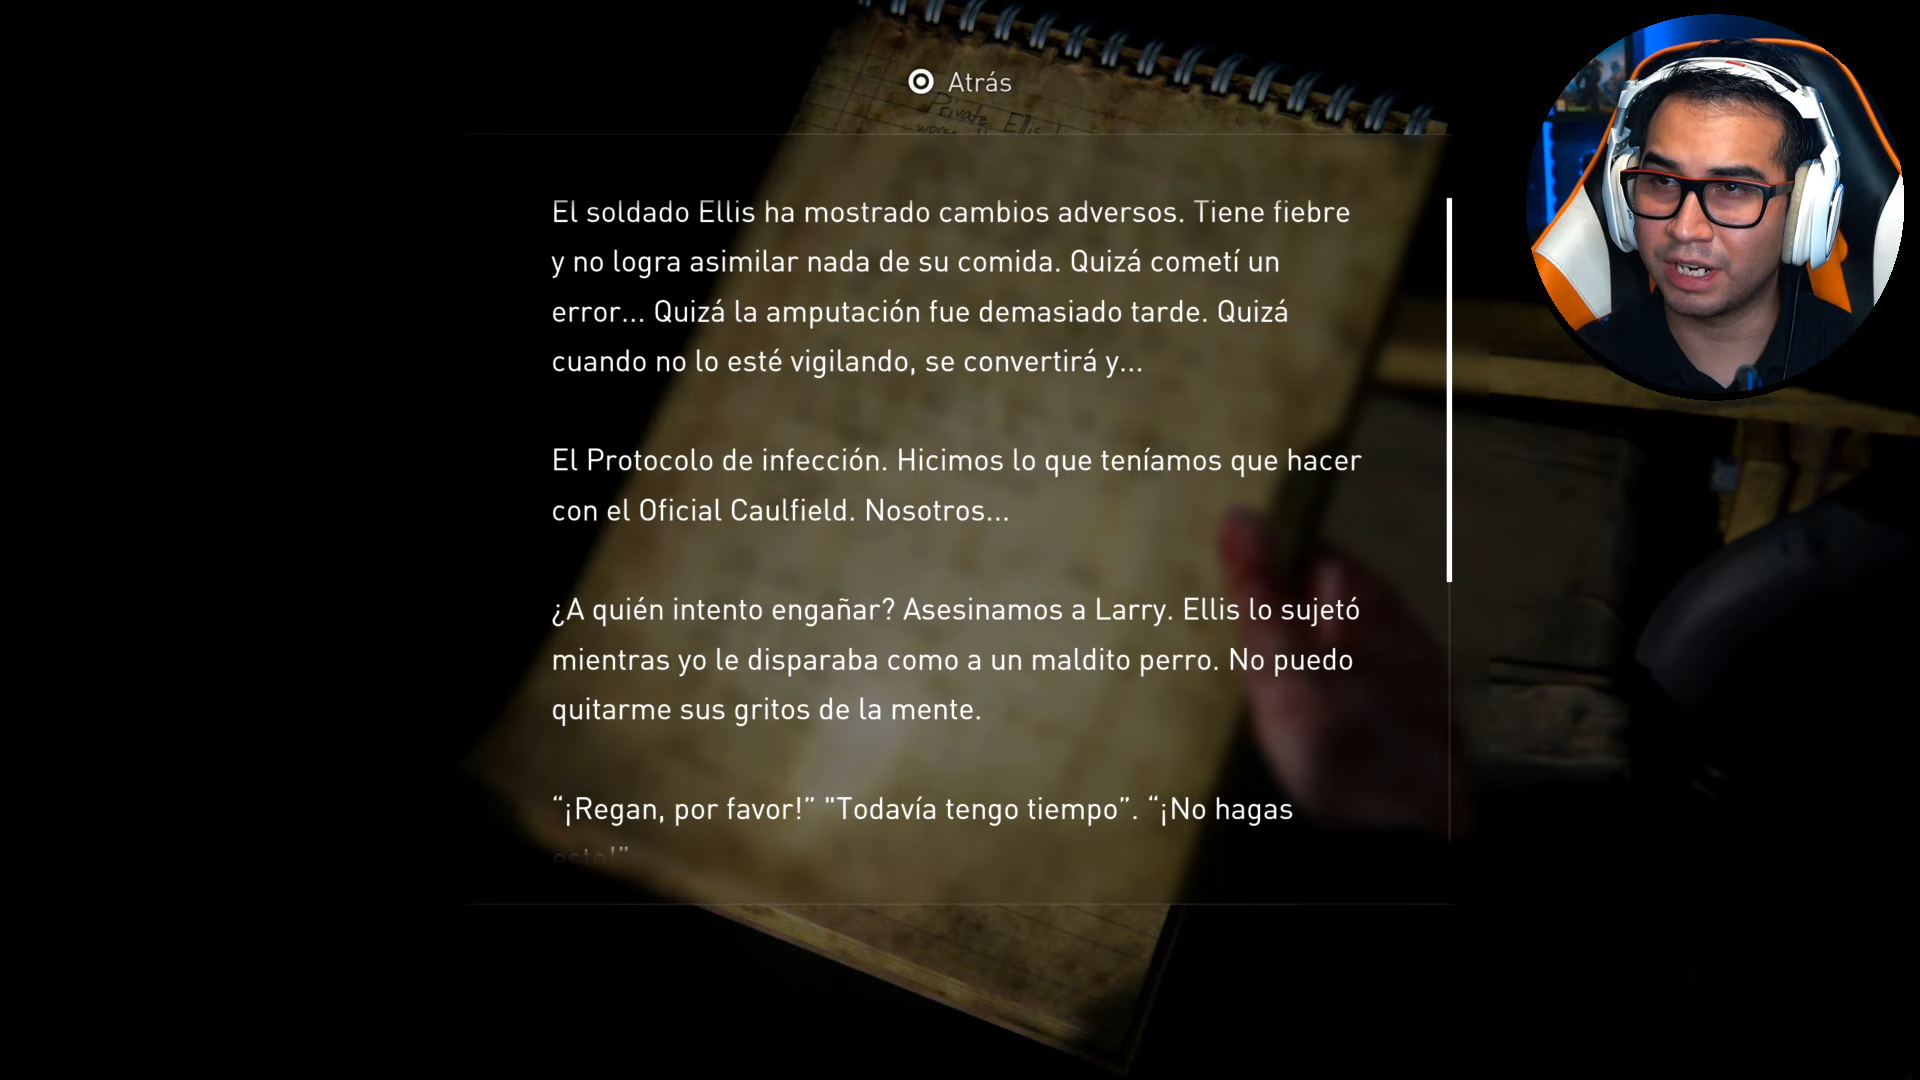 Atrás
Private Ellis
El soldado Ellis ha mostrado cambios adversos. Tiene fiebre
y no logra asimilar nada de su comida. Quizá cometí un
error... Quizá la amputación fue demasiado tarde. Quizá
cuando no lo esté vigilando, se convertirá y...
El Protocolo de infección. Hicimos lo que teníamos que hacer
con el Oficial Caulfield. Nosotros...
¿A quién intento engañar? Asesinamos a Larry. Ellis lo sujetó
mientras yo le disparaba como a un maldito perro. No puedo
quitarme sus gritos de la mente.
“¡Regan, por favor!” "Todavía tengo tiempo”. “¡No hagas
esto!”